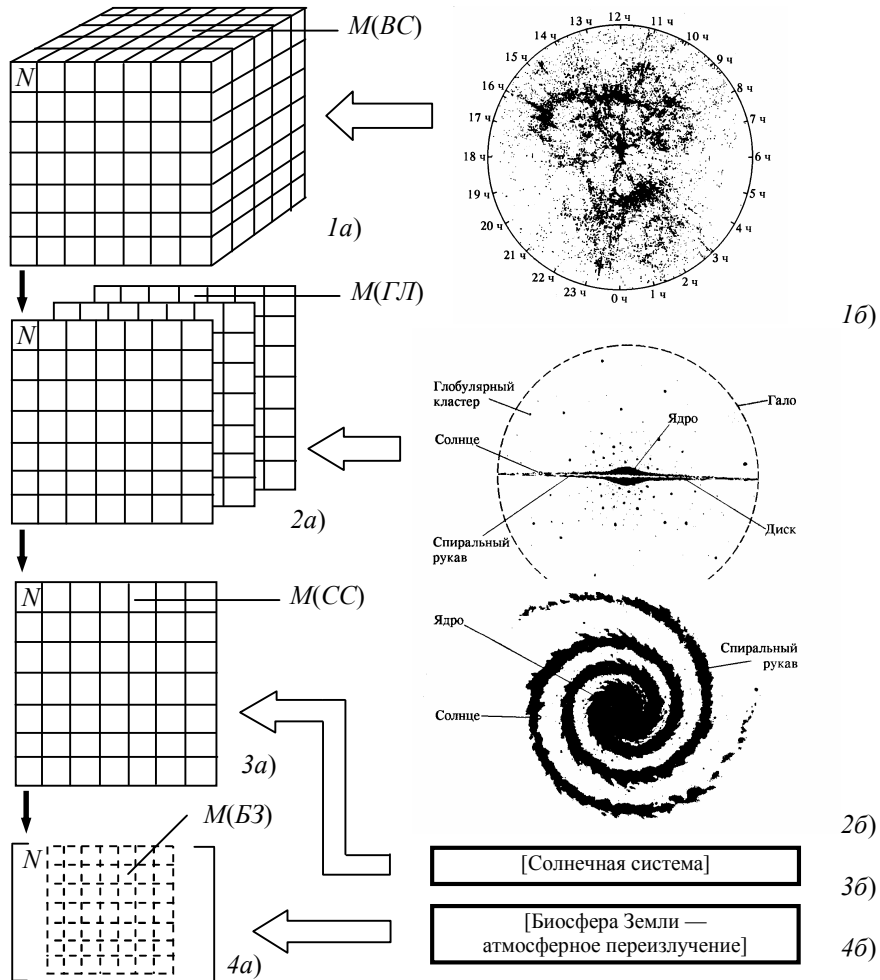 M(ВС)
N
1а)
12 ч
11 ч
10 ч
9 ч
8 ч
7 ч
6 ч
5 ч
4 ч
3 ч
2 ч
1 ч
0 ч
23 ч
22 ч
21 ч
20 ч
19 ч
18 ч
17 ч
16 ч
15 ч
14 ч
13 ч
1б)
M(ГЛ)
N
2а)
Глобулярный
кластер
Гало
Ядро
Солнце
Спиральный
рукав
Диск
N
M(СС)
3а)
Ядро
Спиральный
рукав
Солнце
2б)
M(БЗ)
N
4а)
[Солнечная система]
3б)
[Биосфера Земли —
атмосферное переизлучение]
4б)